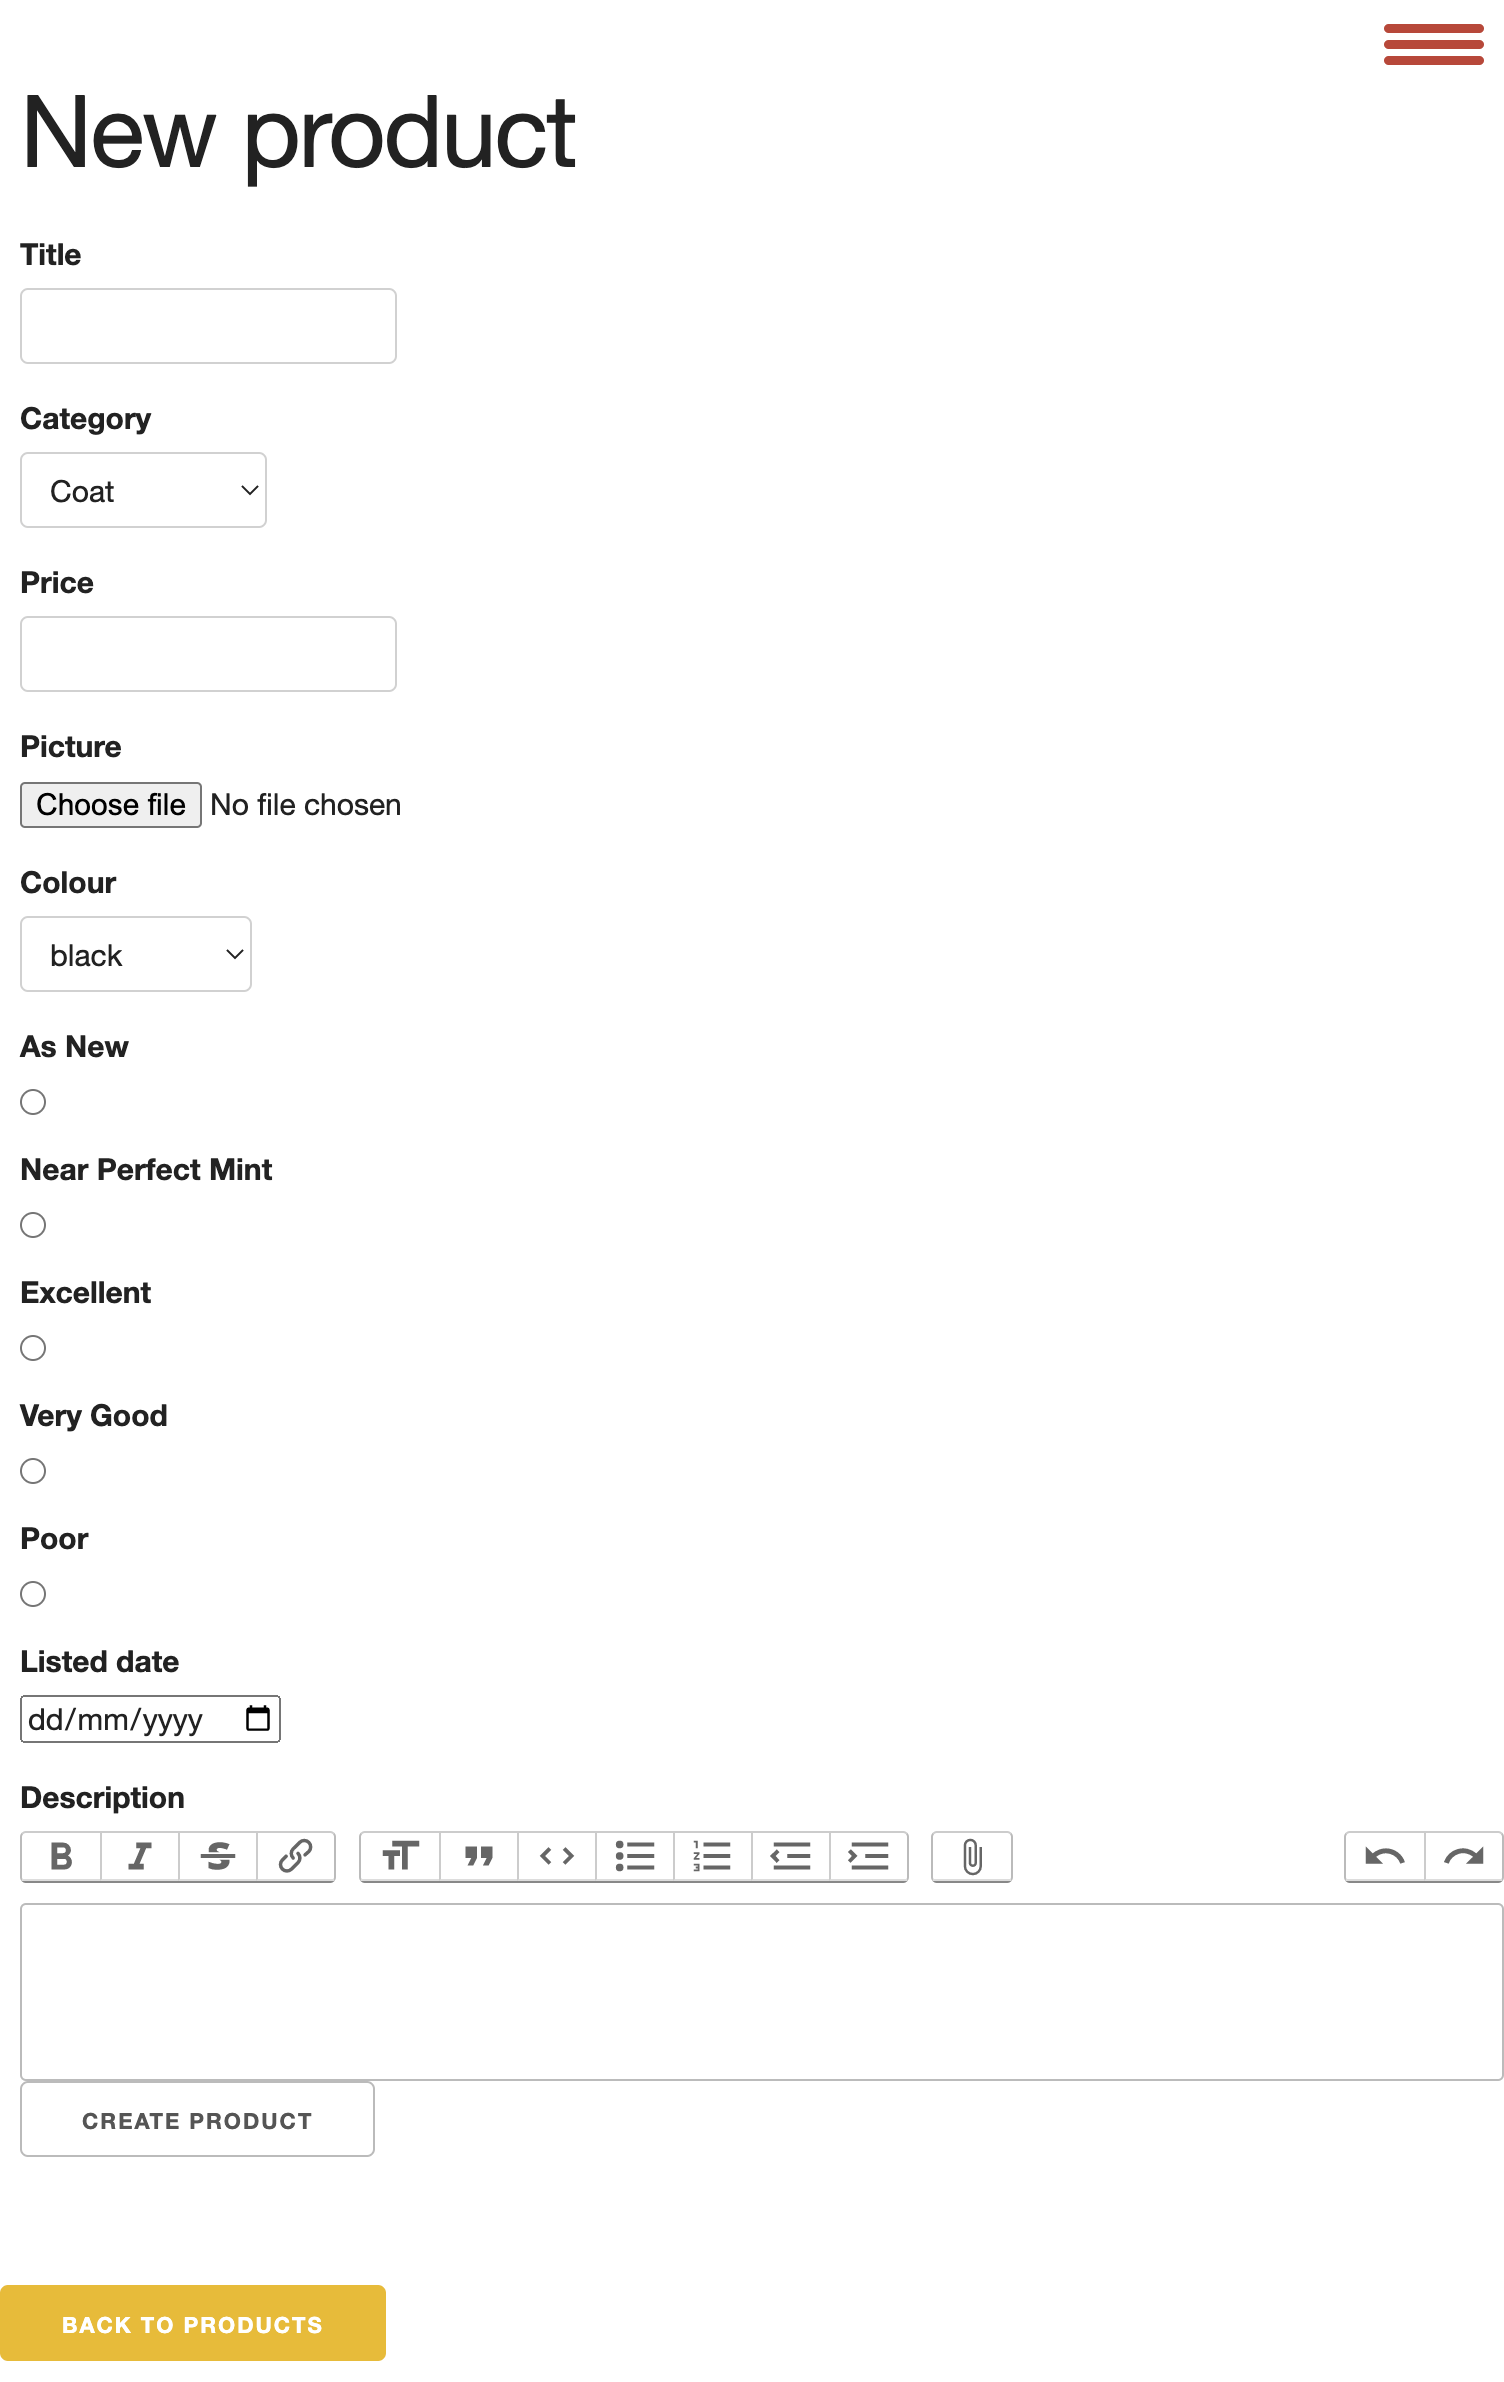 New product
Title
Category
Coat
Price
Picture
Choose file No file chosen
Colour
black
As New
Near Perfect Mint
Excellent
Very Good
Poor
Listed date
dd/mm/yyyy
Description
CREATE PRODUCT
BACK TO PRODUCTS